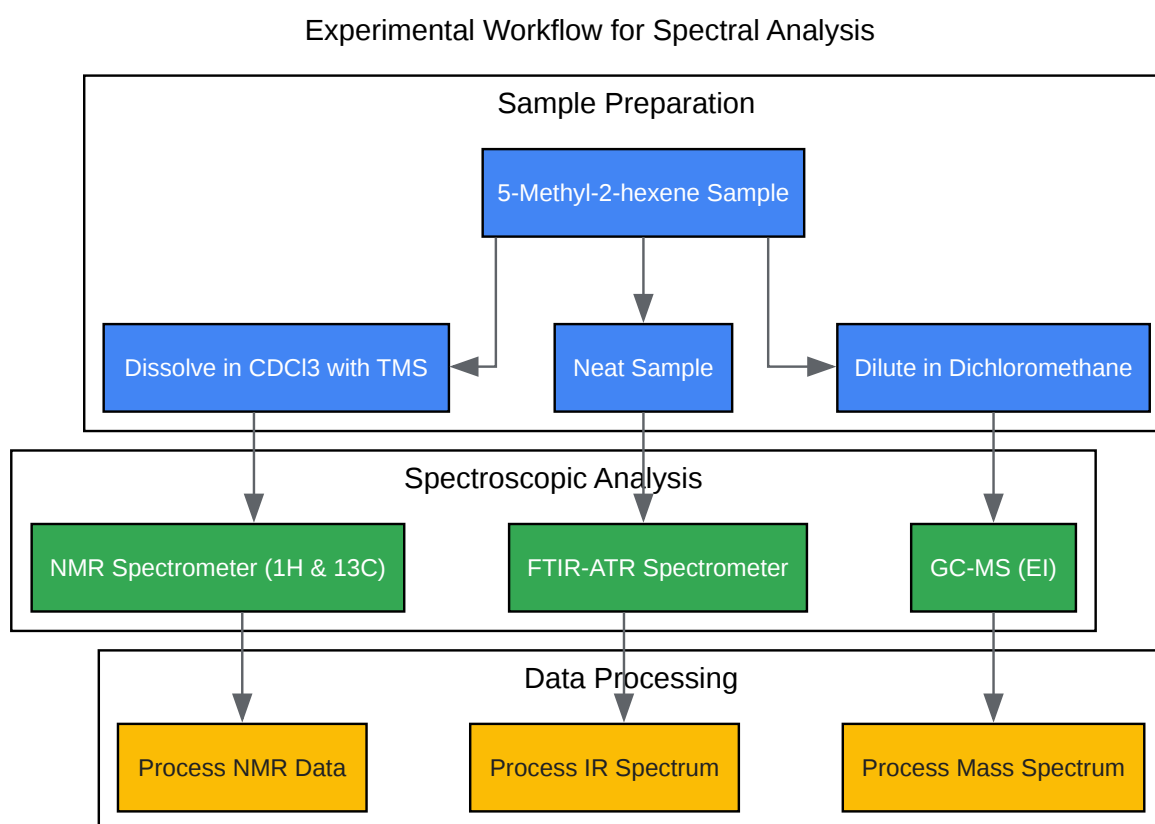 Experimental Workflow for Spectral Analysis
Sample Preparation
5-Methyl-2-hexene Sample
Dissolve in CDCl3 with TMS
Neat Sample
Dilute in Dichloromethane
Spectroscopic Analysis
NMR Spectrometer (1H & 13C)
FTIR-ATR Spectrometer
GC-MS (EI)
Data Processing
Process NMR Data
Process IR Spectrum
Process Mass Spectrum